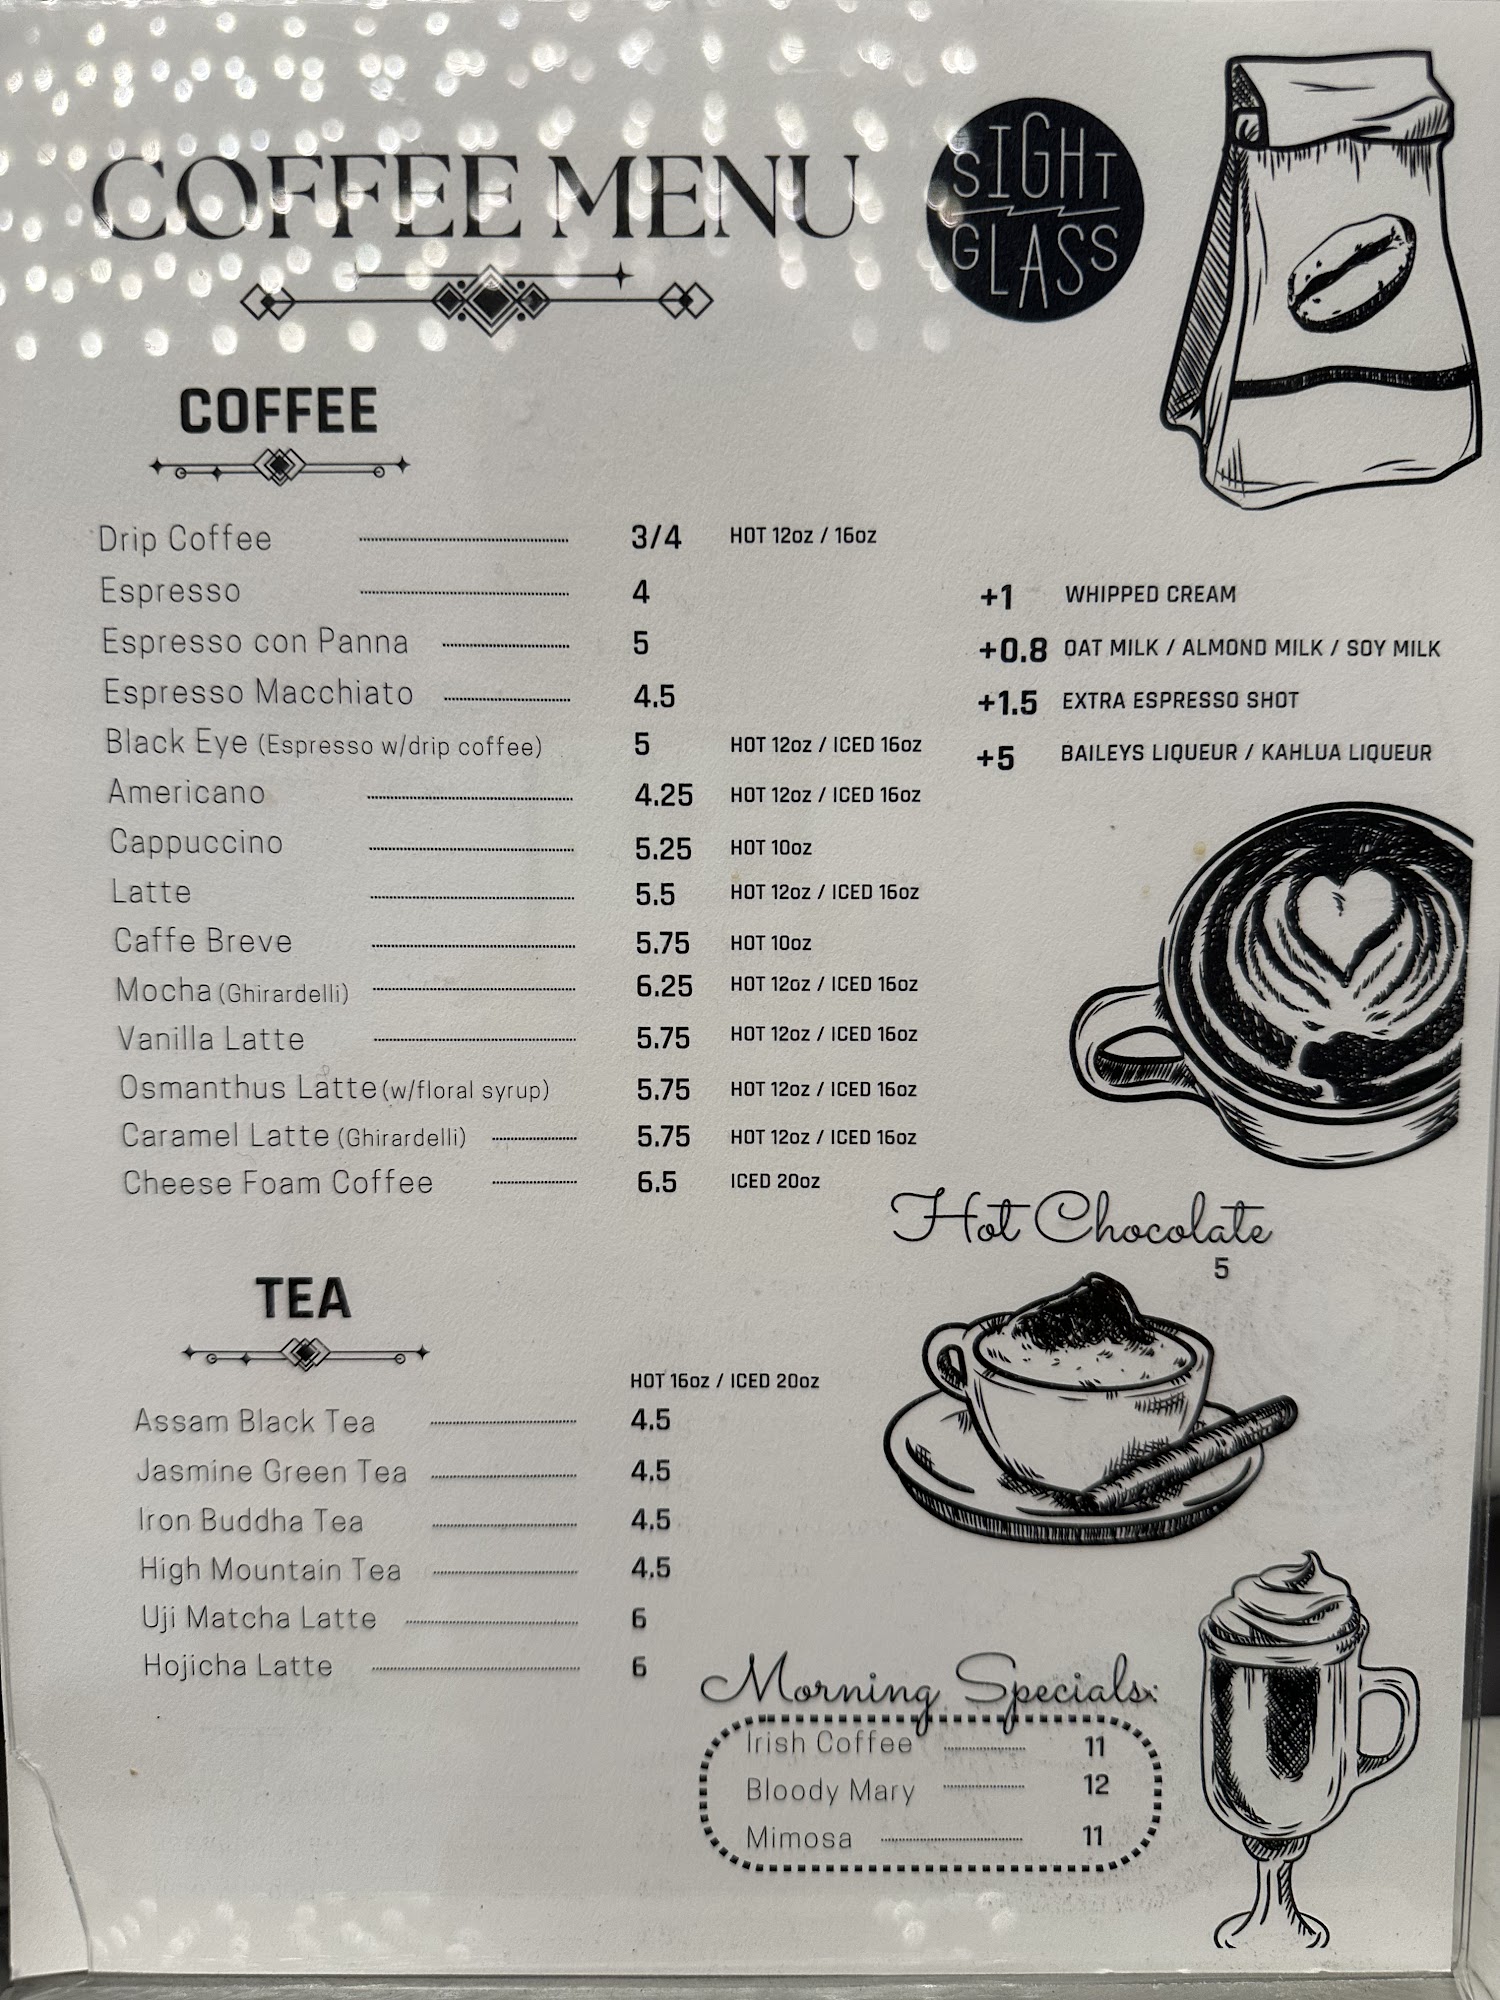 COFFEE MENU
SIGHT
GLASS
COFFEE
Drip Coffee 3/4 HOT 12oz / 16oz
Espresso 4
Espresso con Panna 5
Espresso Macchiato 4.5
Black Eye (Espresso w/drip coffee) 5 HOT 12oz / ICED 16oz
Americano 4.25 HOT 12oz / ICED 16oz
Cappuccino 5.25 HOT 10oz
Latte 5.5 HOT 12oz / ICED 16oz
Caffe Breve 5.75 HOT 10oz
Mocha (Ghirardelli) 6.25 HOT 12oz / ICED 16oz
Vanilla Latte 5.75 HOT 12oz / ICED 16oz
Osmanthus Latte (w/floral syrup) 5.75 HOT 12oz / ICED 16oz
Caramel Latte (Ghirardelli) 5.75 HOT 12oz / ICED 16oz
Cheese Foam Coffee 6.5 ICED 20oz
+1 WHIPPED CREAM
+0.8 OAT MILK / ALMOND MILK / SOY MILK
+1.5 EXTRA ESPRESSO SHOT
+5 BAILEYS LIQUEUR / KAHLUA LIQUEUR
Hot Chocolate
5
TEA
HOT 16oz / ICED 20oz
Assam Black Tea 4.5
Jasmine Green Tea 4.5
Iron Buddha Tea 4.5
High Mountain Tea 4.5
Uji Matcha Latte 6
Hojicha Latte 6
Morning Specials:
Irish Coffee 11
Bloody Mary 12
Mimosa 11